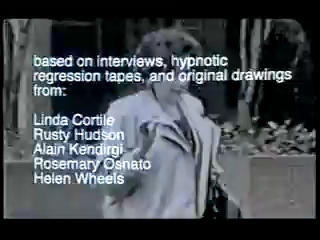 based on interviews, hypnotic
regression tapes, and original drawings
from:
Linda Cortile
Rusty Hudson
Alain Kendirgi
Rosemary Osnato
Helen Wheels